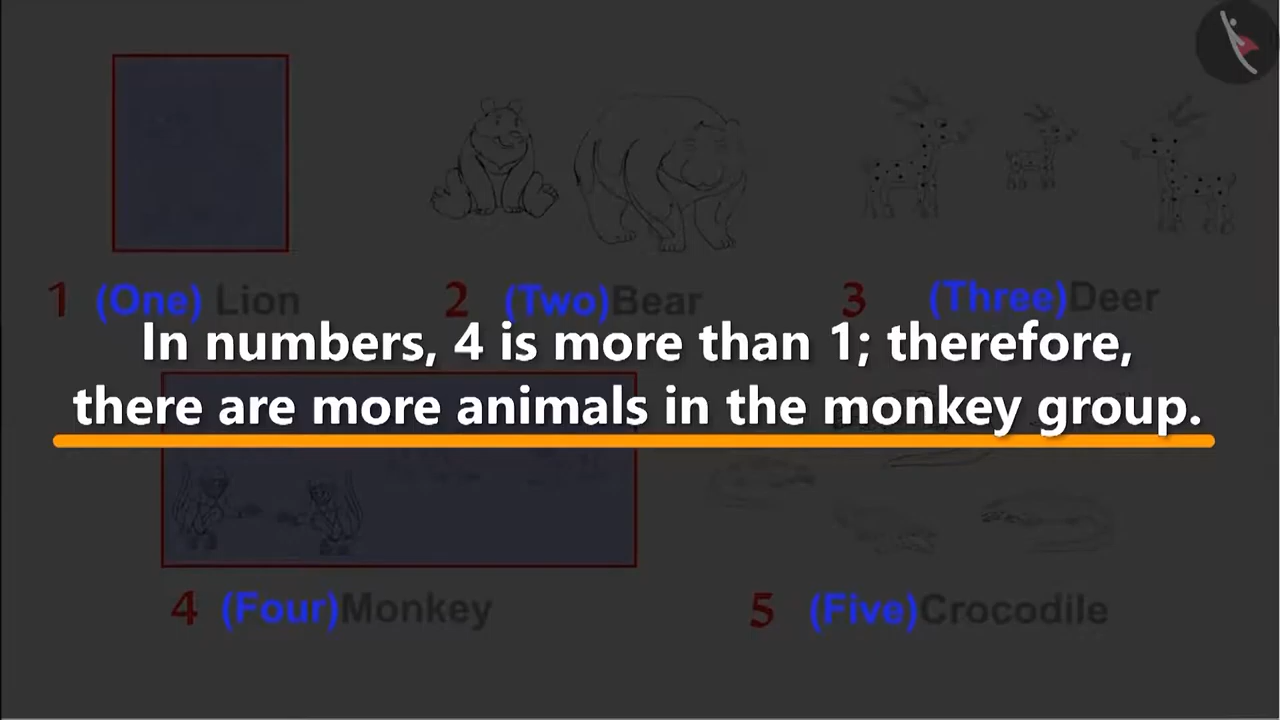 1 (One) Lion
2 (Two)Bear
3 (Three)Deer
In numbers, 4 is more than 1; therefore,
there are more animals in the monkey group.
4 (Four)Monkey
5 (Five)Crocodile